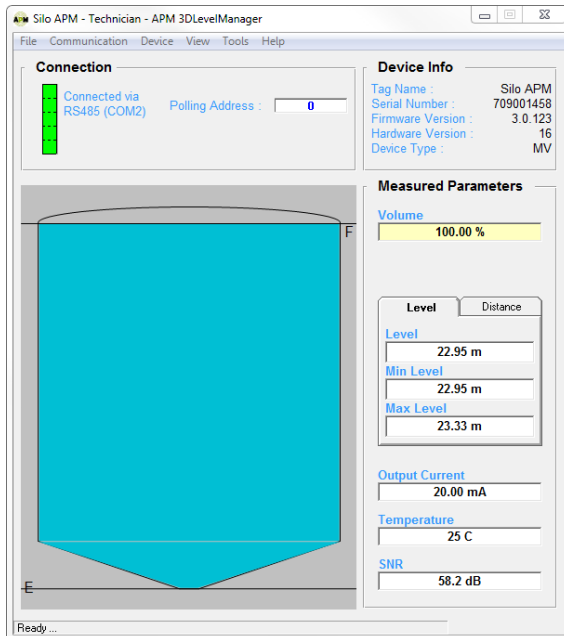 APM Silo APM - Technician - APM 3DLevelManager
File Communication Device View Tools Help
Connection
Connected via
RS485 (COM2)
Polling Address :
0
Device Info
Tag Name : Silo APM
Serial Number : 709001458
Firmware Version : 3.0.123
Hardware Version : 16
Device Type : MV
F
E
Measured Parameters
Volume
100.00 %
Level Distance
Level
22.95 m
Min Level
22.95 m
Max Level
23.33 m
Output Current
20.00 mA
Temperature
25 C
SNR
58.2 dB
Ready ...